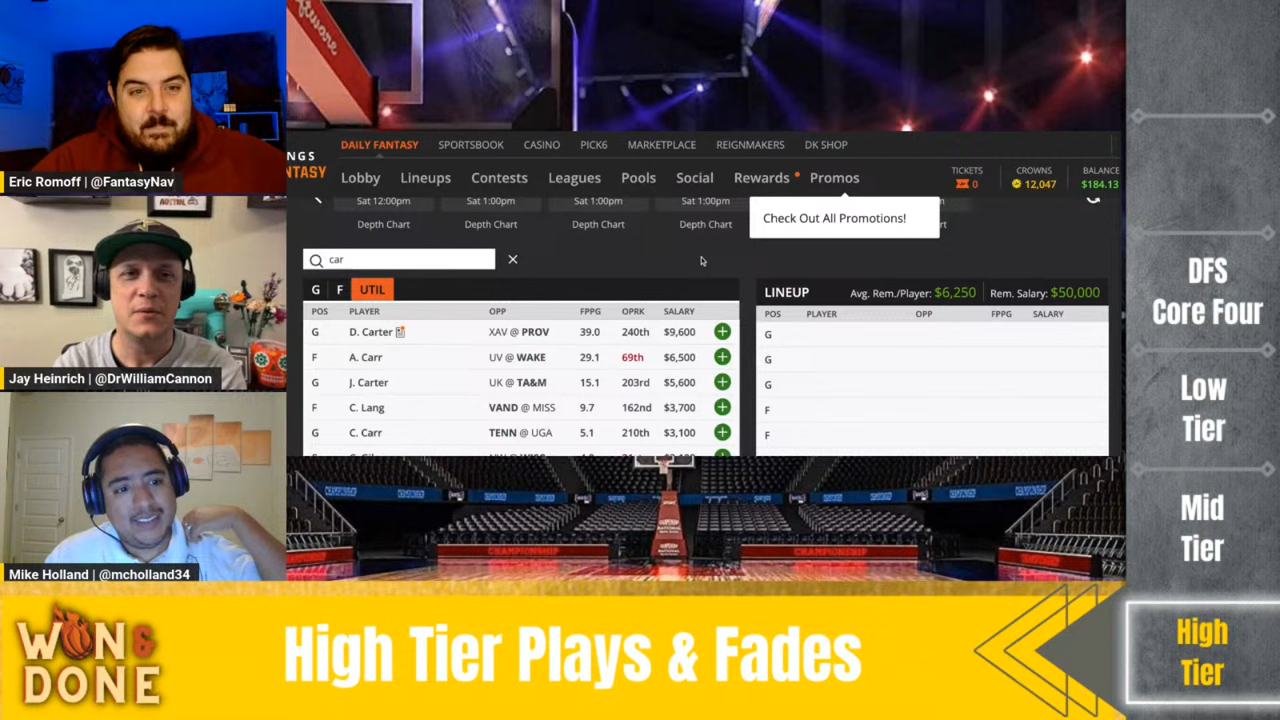 Eric Romoff | @FantasyNav
Jay Heinrich | @DrWilliamCannon
Mike Holland | @mcholland34
NGS
TASY
DAILY FANTASY SPORTSBOOK CASINO PICK6 MARKETPLACE REIGNMAKERS DK SHOP
Lobby Lineups Contests Leagues Pools Social Rewards Promos
TICKETS CROWNS BALANCE
0 12,047 $184.13
Check Out All Promotions!
Sat 12:00pm Sat 1:00pm Sat 1:00pm Sat 1:00pm
Depth Chart Depth Chart Depth Chart Depth Chart rt
car
G F UTIL
POS PLAYER OPP FPPG OPRK SALARY
G D. Carter XAV @ PROV 39.0 240th $9,600
F A. Carr UV @ WAKE 29.1 69th $6,500
G J. Carter UK @ TA&M 15.1 203rd $5,600
F C. Lang VAND @ MISS 9.7 162nd $3,700
G C. Carr TENN @ UGA 5.1 210th $3,100
LINEUP Avg. Rem./Player: $6,250 Rem. Salary: $50,000
POS PLAYER OPP FPPG SALARY
G
G
G
F
F
CHAMPIONSHIP
CHAMPIONSHIP
DFS
Core Four
Low
Tier
Mid
Tier
High
Tier
WON &
DONE
High Tier Plays & Fades